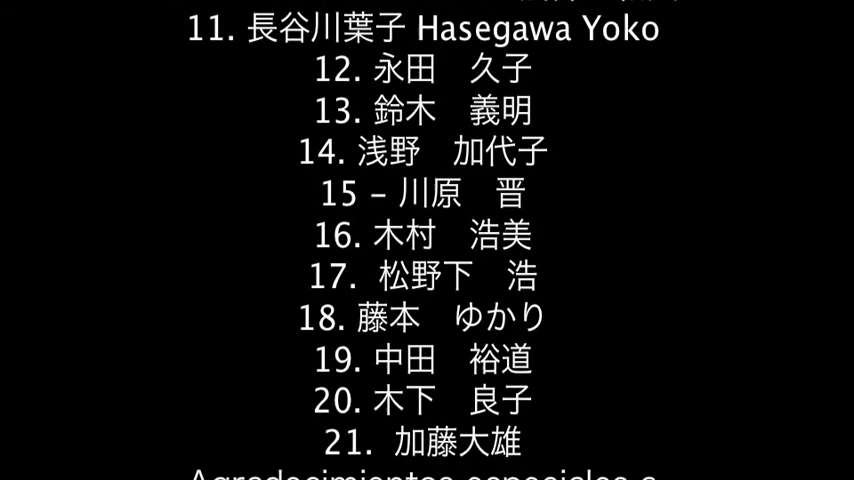 11. 長谷川葉子 Hasegawa Yoko
12. 永田　久子
13. 鈴木　義明
14. 浅野　加代子
15 – 川原　晋
16. 木村　浩美
17.  松野下　浩
18. 藤本　ゆかり
19. 中田　裕道
20. 木下　良子
21.  加藤大雄
Agradecimientos especiales a